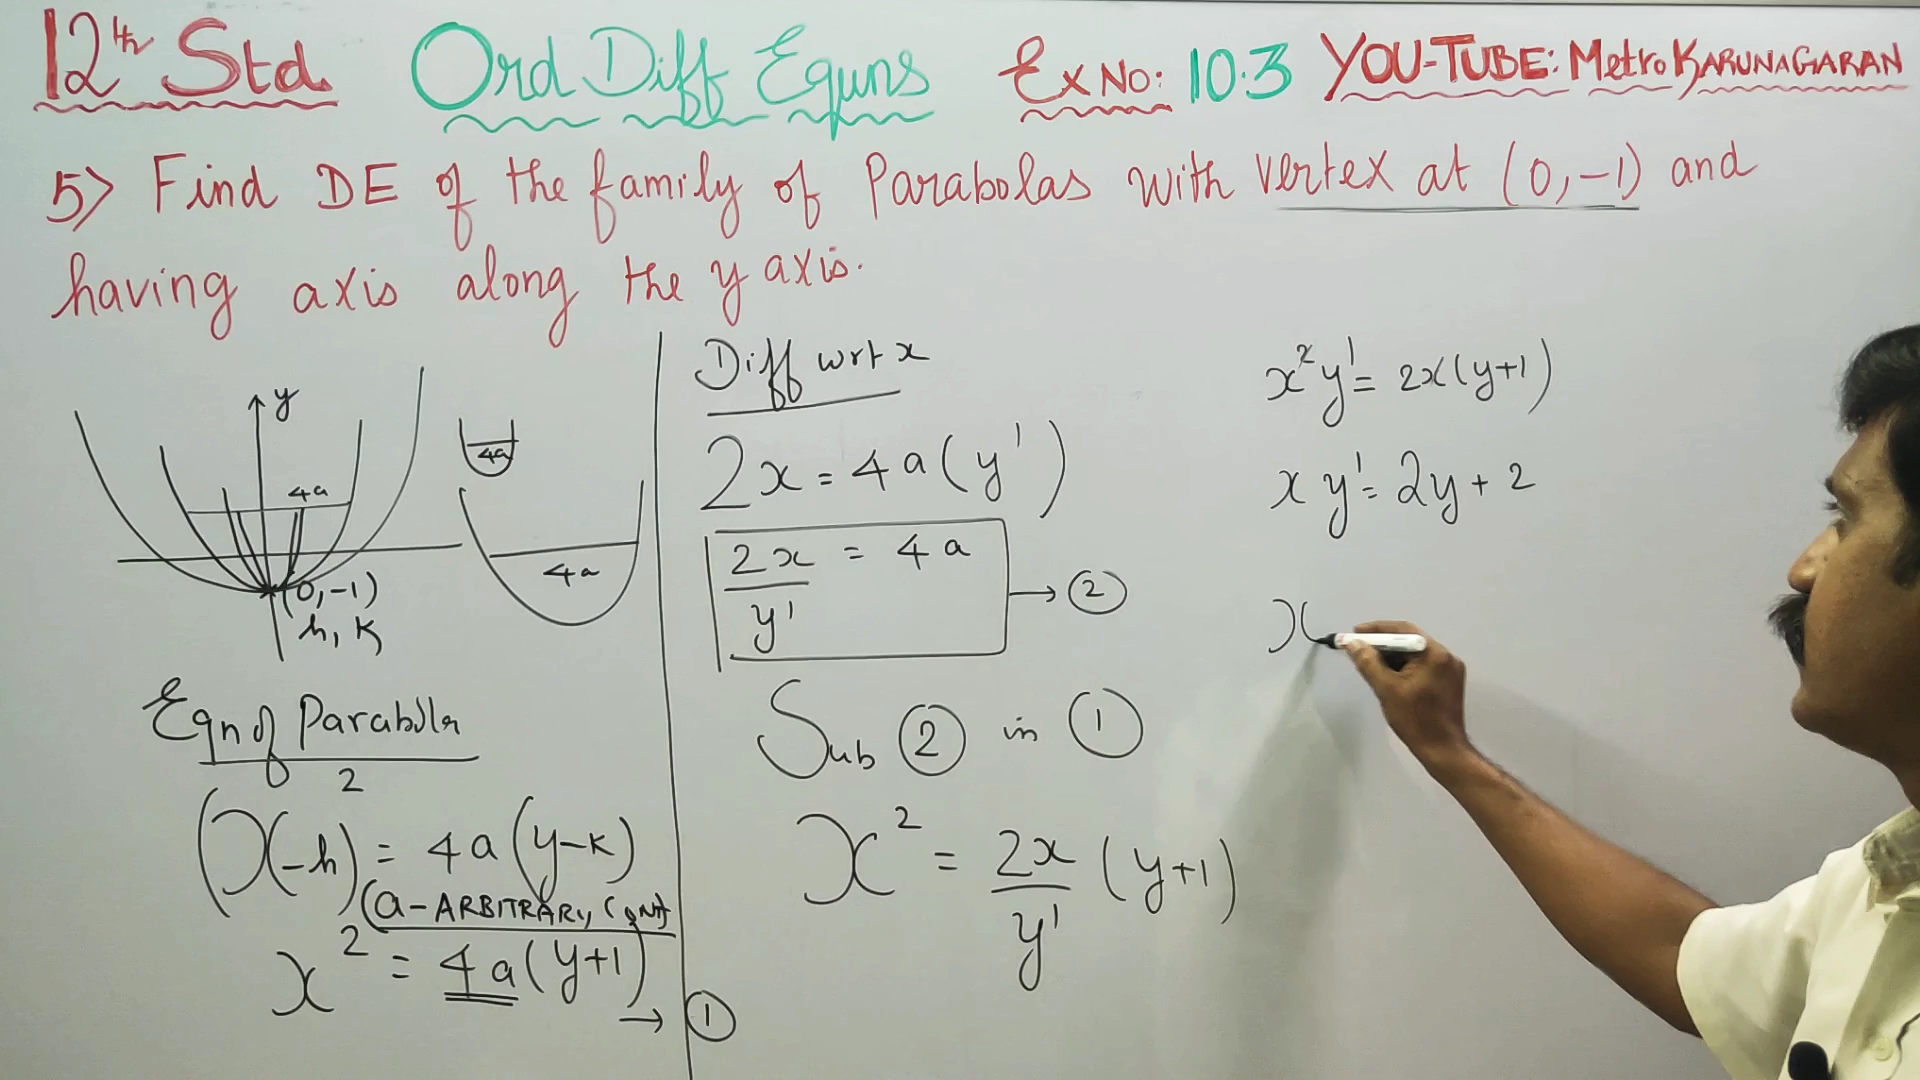 12th Std. Ord Diff Equns Ex No: 10.3 YOU-TUBE: Metro KARUNAGARAN
5) Find DE of the family of Parabolas with vertex at (0,-1) and
having axis along the y axis.
y
4a
(0,-1)
h, K
4a
4a
Eqn of Parabola
(x-h)² = 4a(y-K)
(a-ARBITRARY CONT)
x² = 4a(y+1)
→ ①
Diff wrt x
2x = 4a(y')
2x/y' = 4a → ②
Sub ② in ①
x² = 2x/y' (y+1)
x²y' = 2x(y+1)
xy' = 2y + 2
x